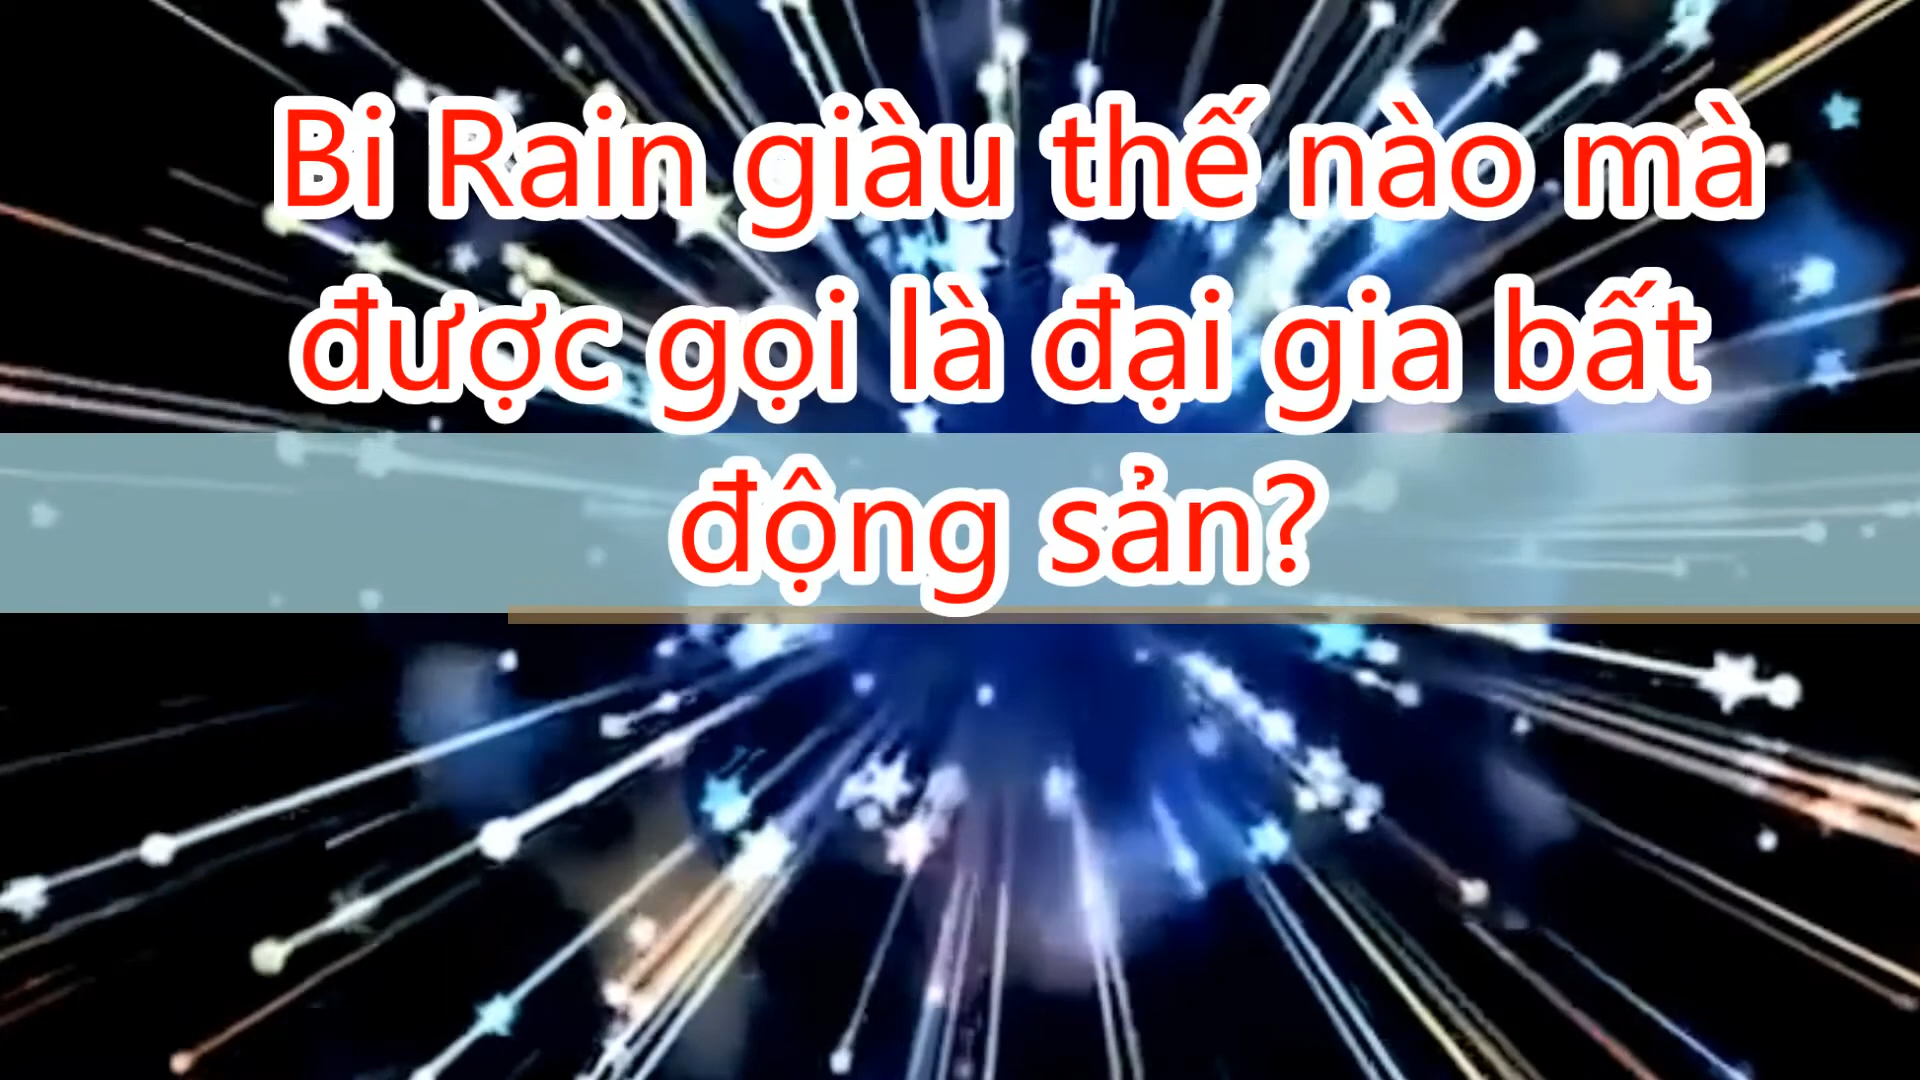 Bi Rain giàu thế nào mà
được gọi là đại gia bất
động sản?